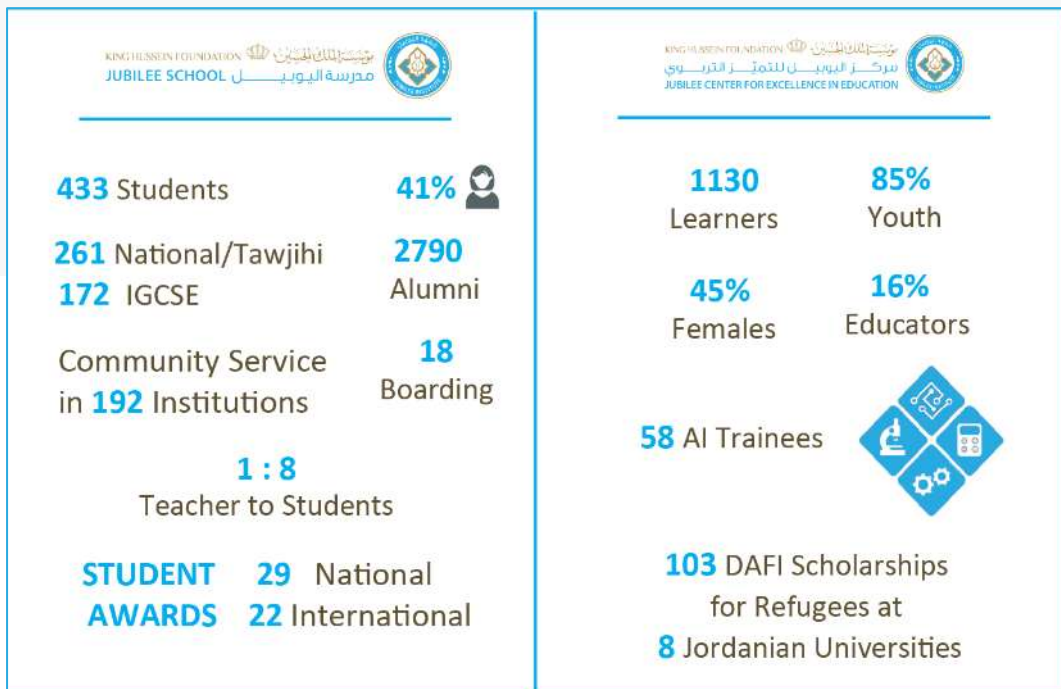 KING HUSSEIN FOUNDATION مؤسسة الملك الحسين
JUBILEE SCHOOL مدرسة اليوبيل
433 Students
41%
261 National/Tawjihi
172 IGCSE
2790
Alumni
Community Service
in 192 Institutions
18
Boarding
1 : 8
Teacher to Students
STUDENT 29 National
AWARDS 22 International
KING HUSSEIN FOUNDATION مؤسسة الملك الحسين
مركز اليوبيل للتميّز التربوي
JUBILEE CENTER FOR EXCELLENCE IN EDUCATION
1130
Learners
85%
Youth
45%
Females
16%
Educators
58 AI Trainees
103 DAFI Scholarships
for Refugees at
8 Jordanian Universities